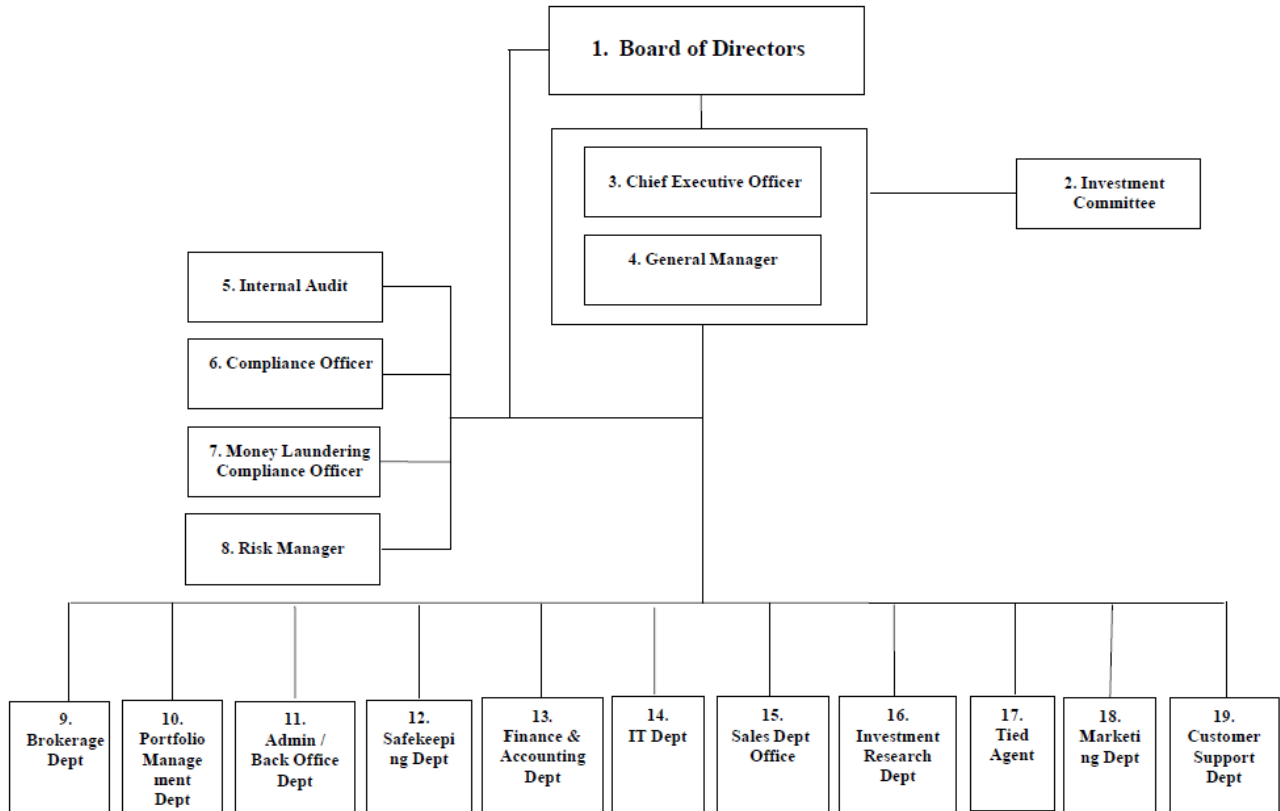 1. Board of Directors
3. Chief Executive Officer
2. Investment
Committee
4. General Manager
5. Internal Audit
6. Compliance Officer
7. Money Laundering
Compliance Officer
8. Risk Manager
9.
Brokerage
Dept
10.
Portfolio
Manage
ment
Dept
11.
Admin /
Back Office
Dept
12.
Safekeepi
ng Dept
13.
Finance &
Accounting
Dept
14.
IT Dept
15.
Sales Dept
Office
16.
Investment
Research
Dept
17.
Tied
Agent
18.
Marketi
ng Dept
19.
Customer
Support
Dept